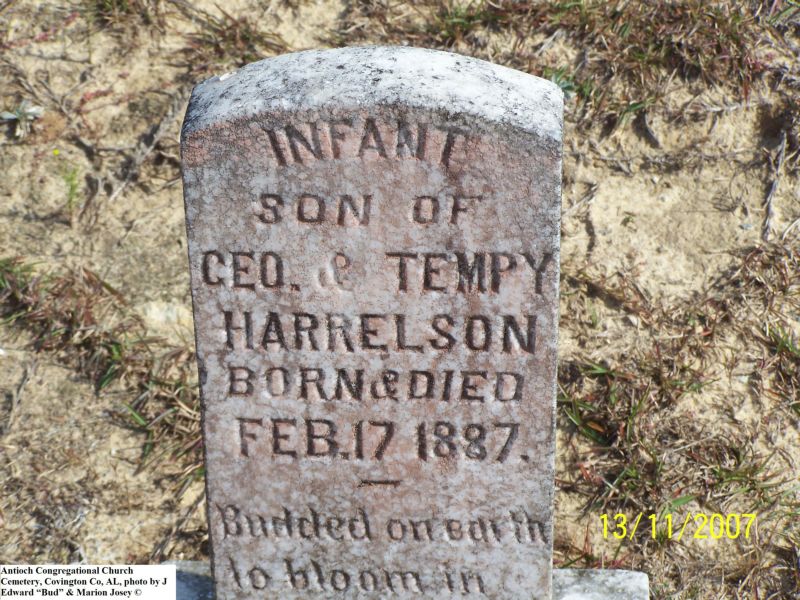 INFANT
SON OF
GEO. & TEMPY
HARRELSON
BORN & DIED
FEB. 17 1887.
Budded on earth
to bloom in
13/11/2007
Antioch Congregational Church
Cemetery, Covington Co, AL, photo by J
Edward “Bud” & Marion Josey ©